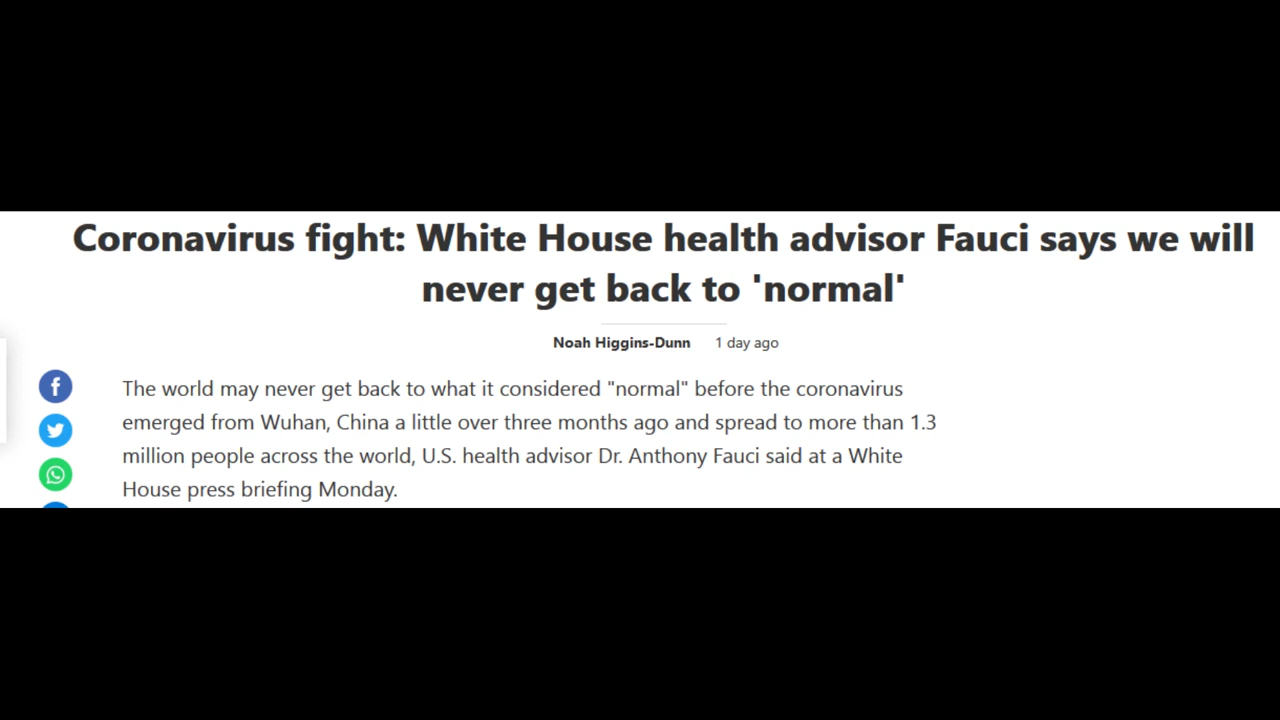 Coronavirus fight: White House health advisor Fauci says we will
never get back to 'normal'
Noah Higgins-Dunn 1 day ago
The world may never get back to what it considered "normal" before the coronavirus
emerged from Wuhan, China a little over three months ago and spread to more than 1.3
million people across the world, U.S. health advisor Dr. Anthony Fauci said at a White
House press briefing Monday.